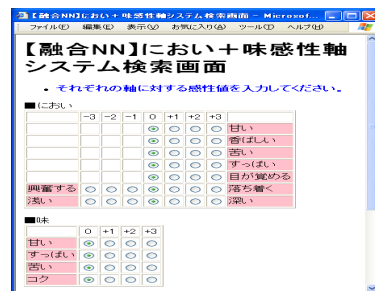 【融合NN】におい＋味感性軸システム検索画面 - Microsof...
ファイル(F) 編集(E) 表示(V) お気に入り(A) ツール(T) ヘルプ(H)
【融合NN】におい＋味感性軸
システム検索画面
• それぞれの軸に対する感性値を入力してください。
■におい
-3 -2 -1 0 +1 +2 +3
甘い
香ばしい
苦い
すっぱい
目が覚める
興奮する 落ち着く
浅い 深い
■味
0 +1 +2 +3
甘い
すっぱい
苦い
コク